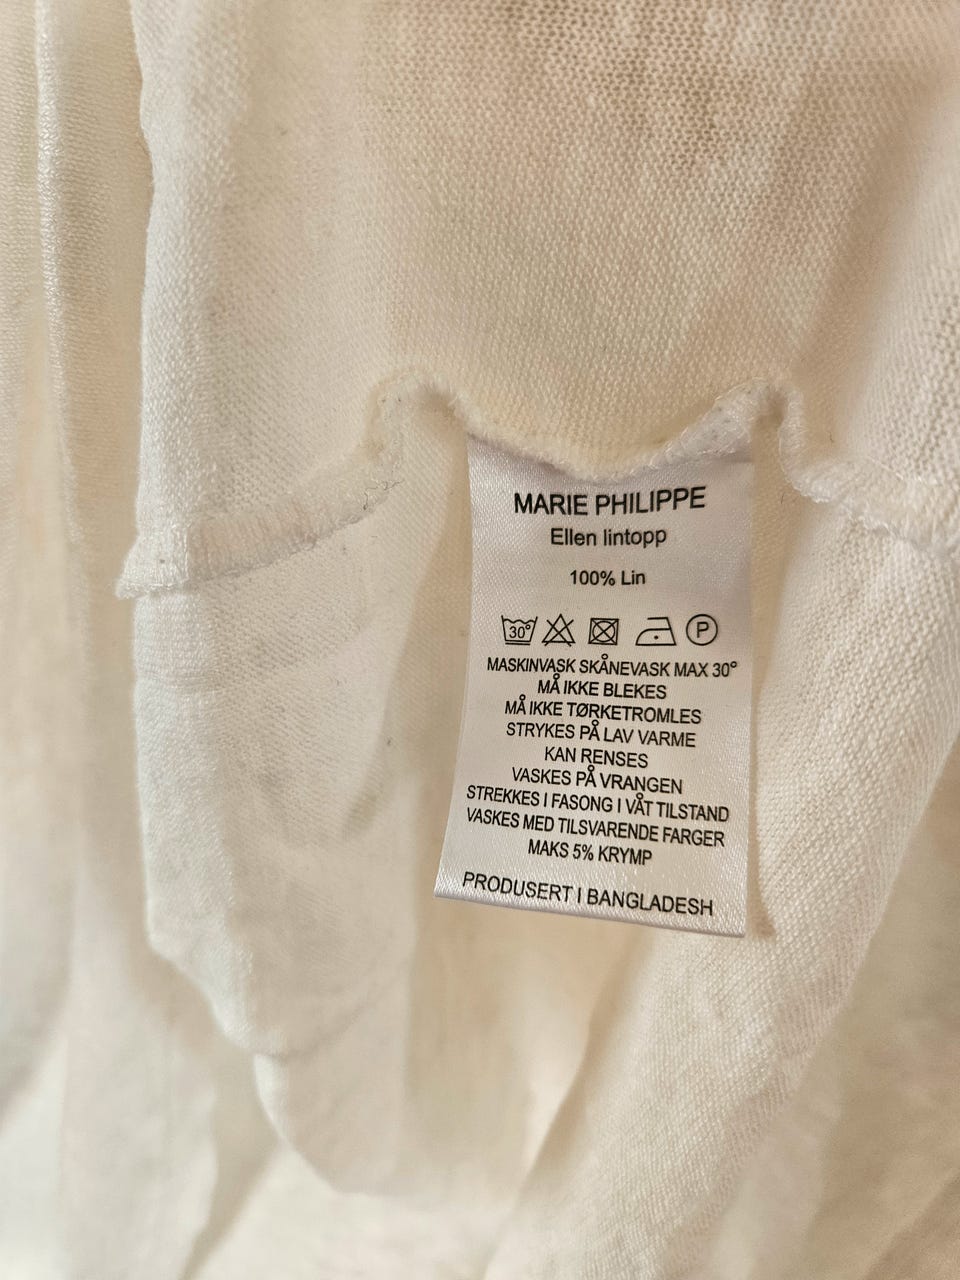 MARIE PHILIPPE
Ellen lintopp
100% Lin
30° P
MASKINVASK SKÅNEVASK MAX 30°
MÅ IKKE BLEKES
MÅ IKKE TØRKETROMLES
STRYKES PÅ LAV VARME
KAN RENSES
VASKES PÅ VRANGEN
STREKKES I FASONG I VÅT TILSTAND
VASKES MED TILSVARENDE FARGER
MAKS 5% KRYMP
PRODUSERT I BANGLADESH